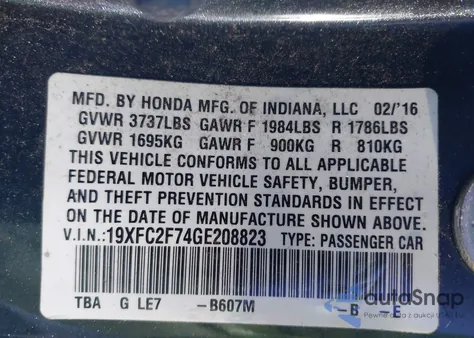 MFD. BY HONDA MFG. OF INDIANA, LLC 02/'16
GVWR 3737LBS GAWR F 1984LBS R 1786LBS
GVWR 1695KG GAWR F 900KG R 810KG
THIS VEHICLE CONFORMS TO ALL APPLICABLE
FEDERAL MOTOR VEHICLE SAFETY, BUMPER,
AND THEFT PREVENTION STANDARDS IN EFFECT
ON THE DATE OF MANUFACTURE SHOWN ABOVE.
V.I.N.:19XFC2F74GE208823 TYPE: PASSENGER CAR
TBA G LE7 -B607M -B -E
autoSnap